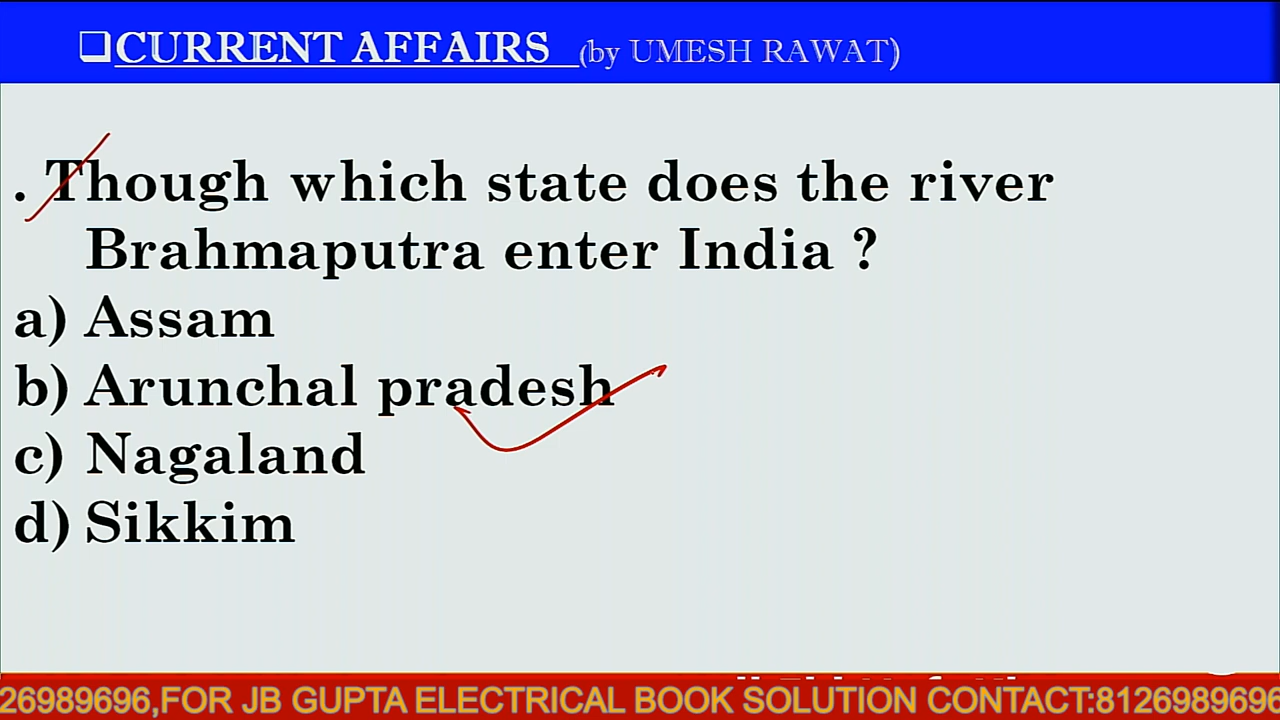 ❑CURRENT AFFAIRS (by UMESH RAWAT)
. Though which state does the river
Brahmaputra enter India ?
a) Assam
b) Arunchal pradesh
c) Nagaland
d) Sikkim
26989696,FOR JB GUPTA ELECTRICAL BOOK SOLUTION CONTACT:8126989696